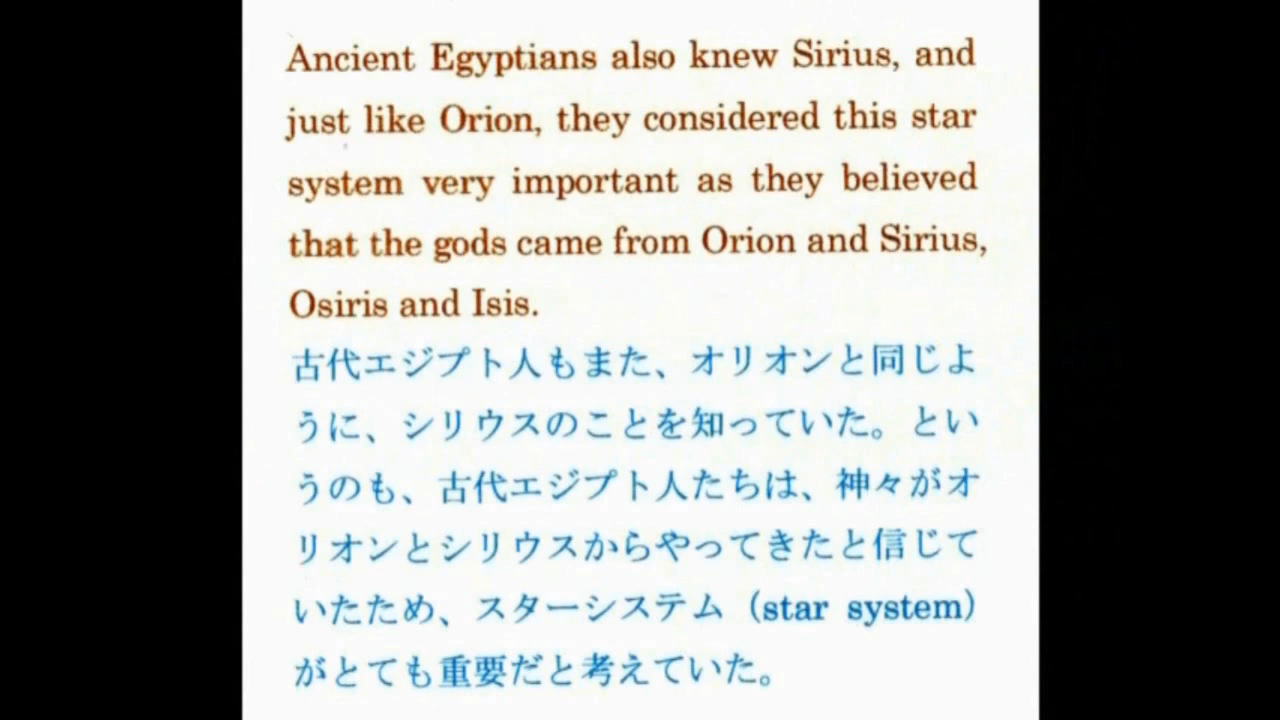 Ancient Egyptians also knew Sirius, and
just like Orion, they considered this star
system very important as they believed
that the gods came from Orion and Sirius,
Osiris and Isis.
古代エジプト人もまた、オリオンと同じよ
うに、シリウスのことを知っていた。とい
うのも、古代エジプト人たちは、神々がオ
リオンとシリウスからやってきたと信じて
いたため、スターシステム（star system）
がとても重要だと考えていた。